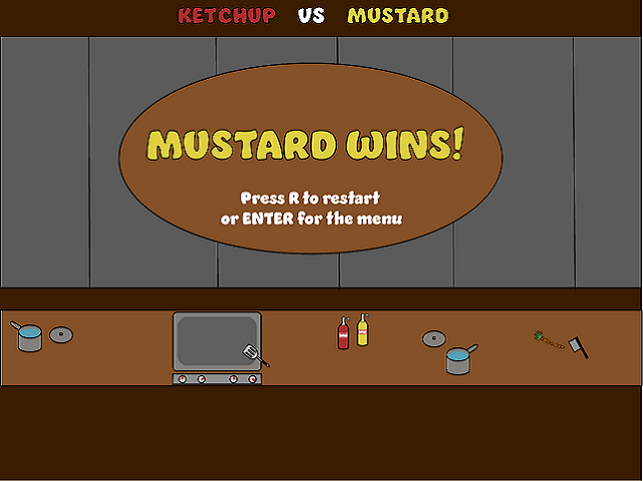 KETCHUP VS MUSTARD
MUSTARD WINS!
Press R to restart
or ENTER for the menu